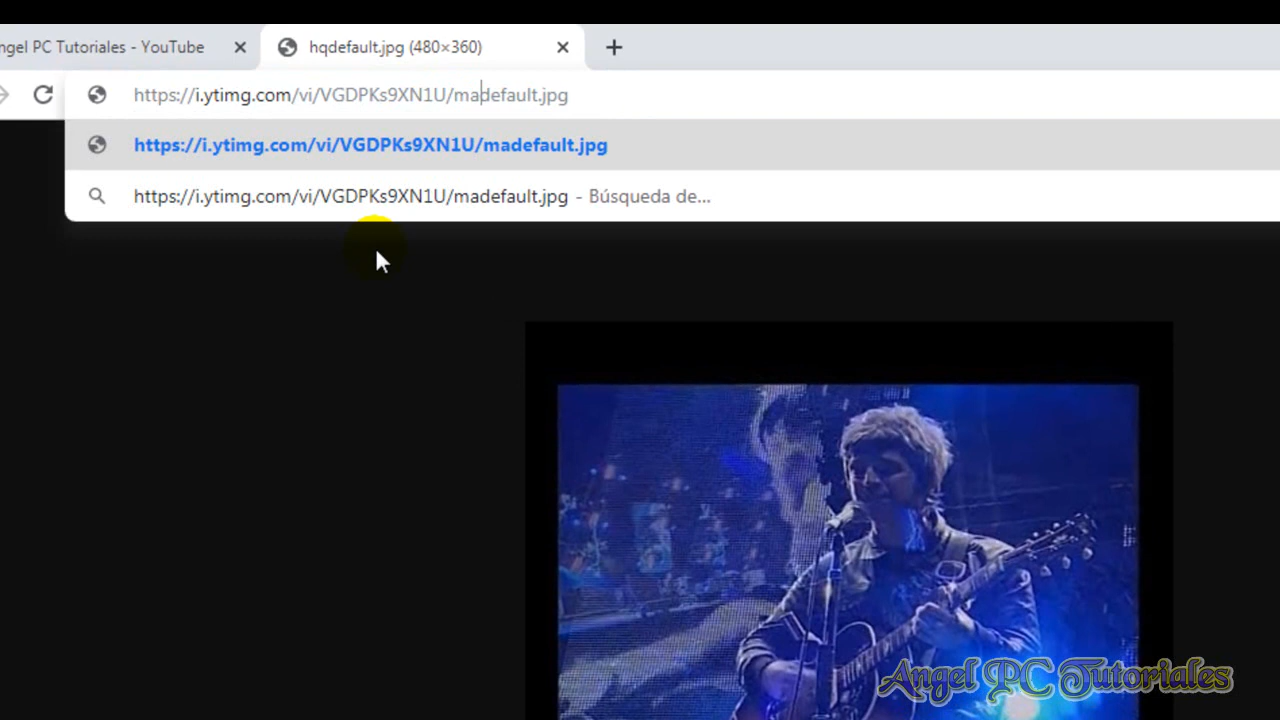 ngel PC Tutoriales - YouTube
hqdefault.jpg (480×360)
https://i.ytimg.com/vi/VGDPKs9XN1U/madefault.jpg
https://i.ytimg.com/vi/VGDPKs9XN1U/madefault.jpg
https://i.ytimg.com/vi/VGDPKs9XN1U/madefault.jpg - Búsqueda de...
Angel PC Tutoriales